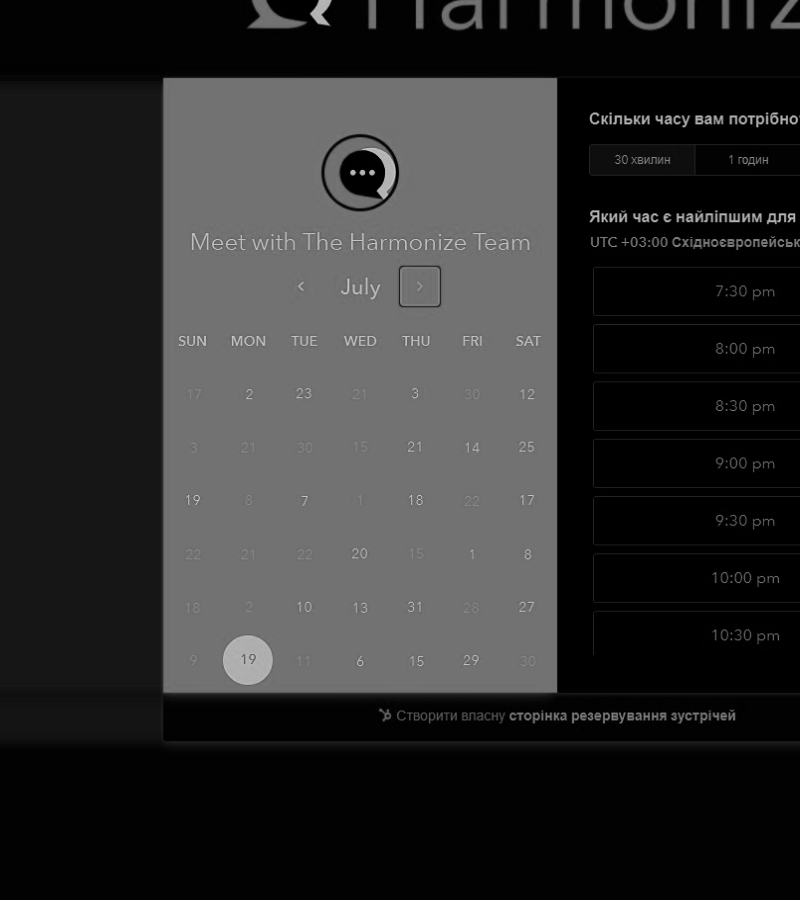 Harmoniz
Meet with The Harmonize Team
July
SUN MON TUE WED THU FRI SAT
17 2 23 21 3 30 12
3 21 30 15 21 14 25
19 8 7 1 18 22 17
22 21 22 20 15 1 8
18 2 10 13 31 28 27
9 19 11 6 15 29 30
Скільки часу вам потрібно
30 хвилин 1 годин
Який час є найліпшим для
UTC +03:00 Східноєвропейськ
7:30 pm
8:00 pm
8:30 pm
9:00 pm
9:30 pm
10:00 pm
10:30 pm
Створити власну сторінка резервування зустрічей